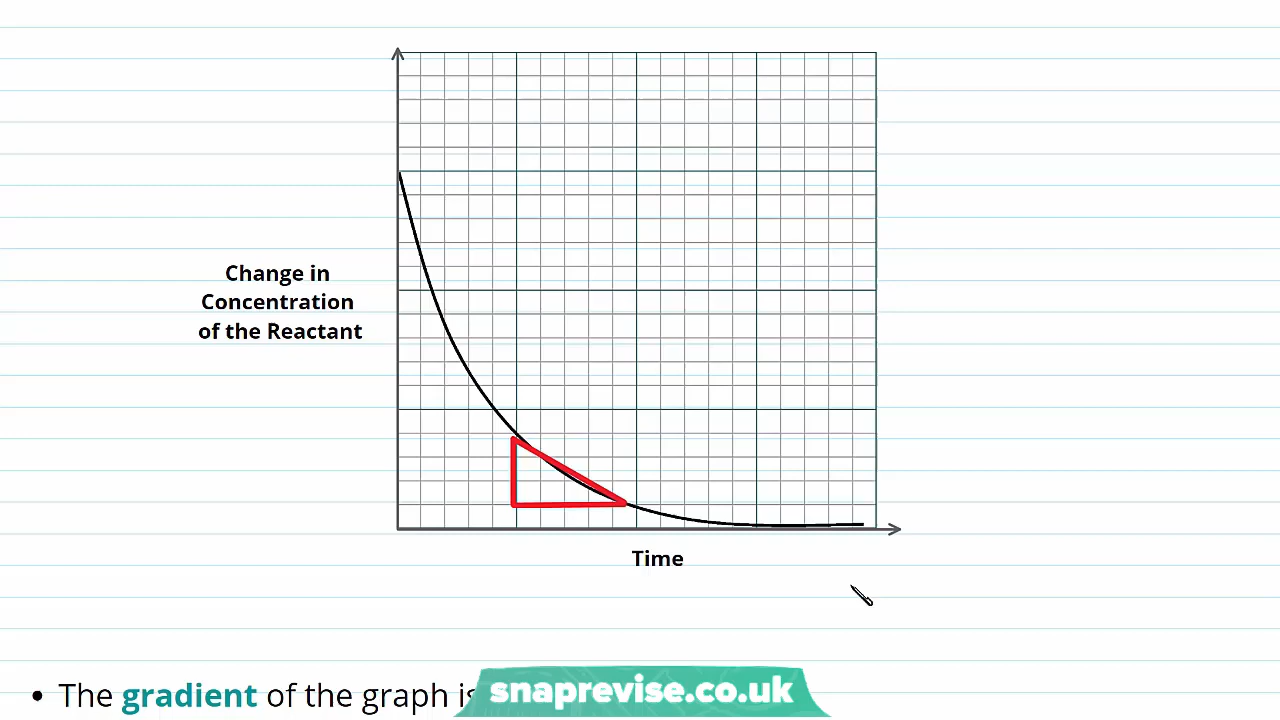 Change in
Concentration
of the Reactant
Time
The gradient of the graph is
snaprevise.co.uk